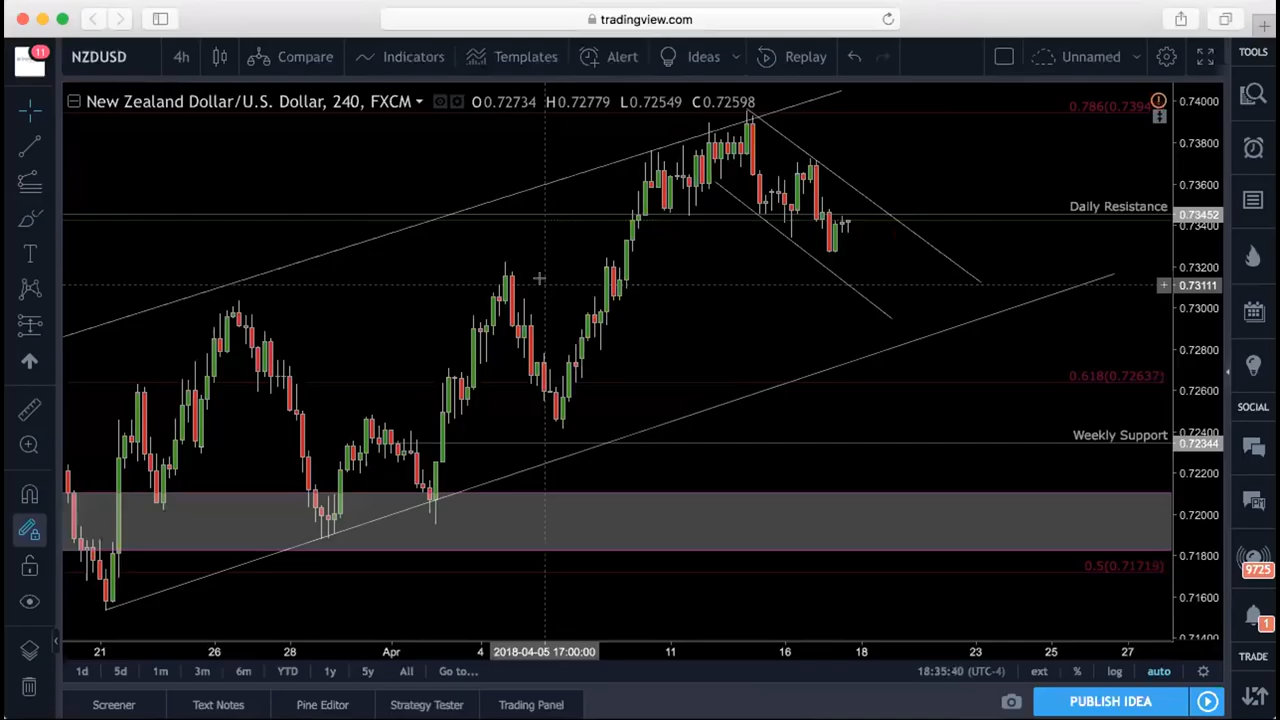 tradingview.com
11
NZDUSD 4h Compare Indicators Templates Alert Ideas Replay Unnamed
TOOLS
New Zealand Dollar/U.S. Dollar, 240, FXCM O0.72734 H0.72779 L0.72549 C0.72598
0.786(0.7394
0.74000
0.73800
0.73600
Daily Resistance 0.73452
0.73400
0.73200
0.73111
0.73000
0.72800
0.618(0.72637)
0.72600
SOCIAL
0.72400
Weekly Support 0.72344
0.72200
0.72000
0.71800
0.5(0.71719)
9725
0.71600
1
0.71400
21 26 28 Apr 4 2018-04-05 17:00:00 11 16 18 23 25 27
TRADE
1d 5d 1m 3m 6m YTD 1y 5y All Go to... 18:35:40 (UTC-4) ext % log auto
Screener Text Notes Pine Editor Strategy Tester Trading Panel PUBLISH IDEA